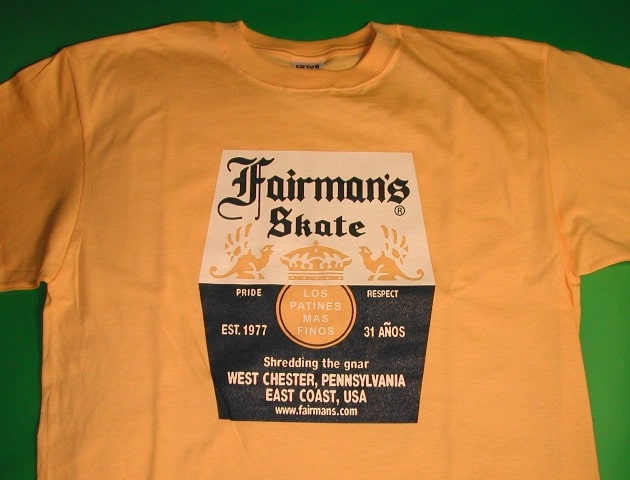 anvil
Fairman's
®
Skate
PRIDE
LOS
PATINES
MAS
FINOS
RESPECT
EST. 1977
31 AÑOS
Shredding the gnar
WEST CHESTER, PENNSYLVANIA
EAST COAST, USA
www.fairmans.com